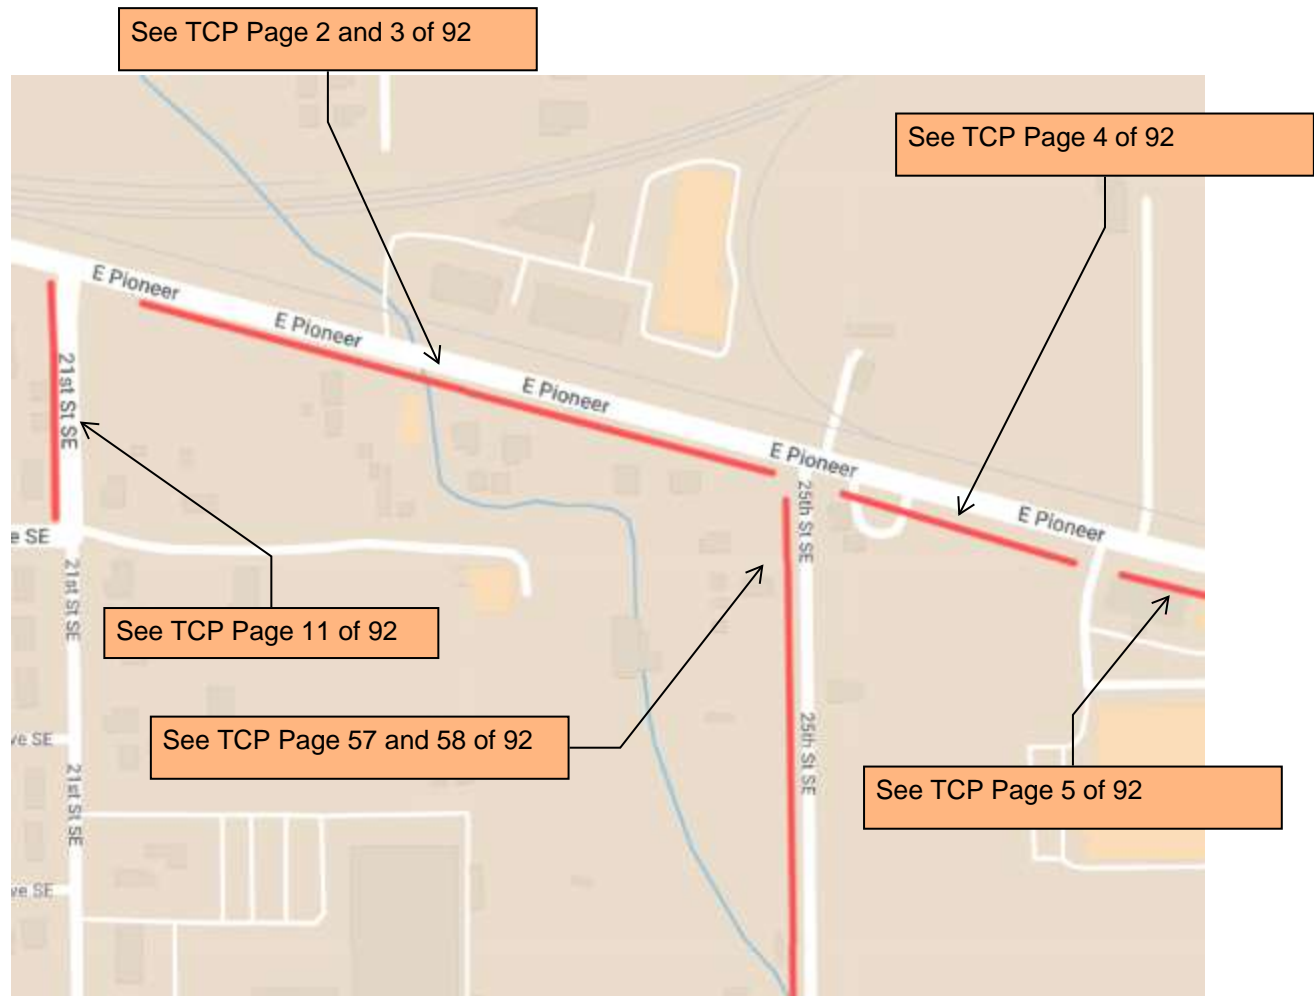 See TCP Page 2 and 3 of 92
See TCP Page 4 of 92
E Pioneer
E Pioneer
E Pioneer
E Pioneer
E Pioneer
21st St SE
25th St SE
e SE
21st St SE
See TCP Page 11 of 92
See TCP Page 57 and 58 of 92
25th St SE
ve SE
21st St SE
See TCP Page 5 of 92
ve SE